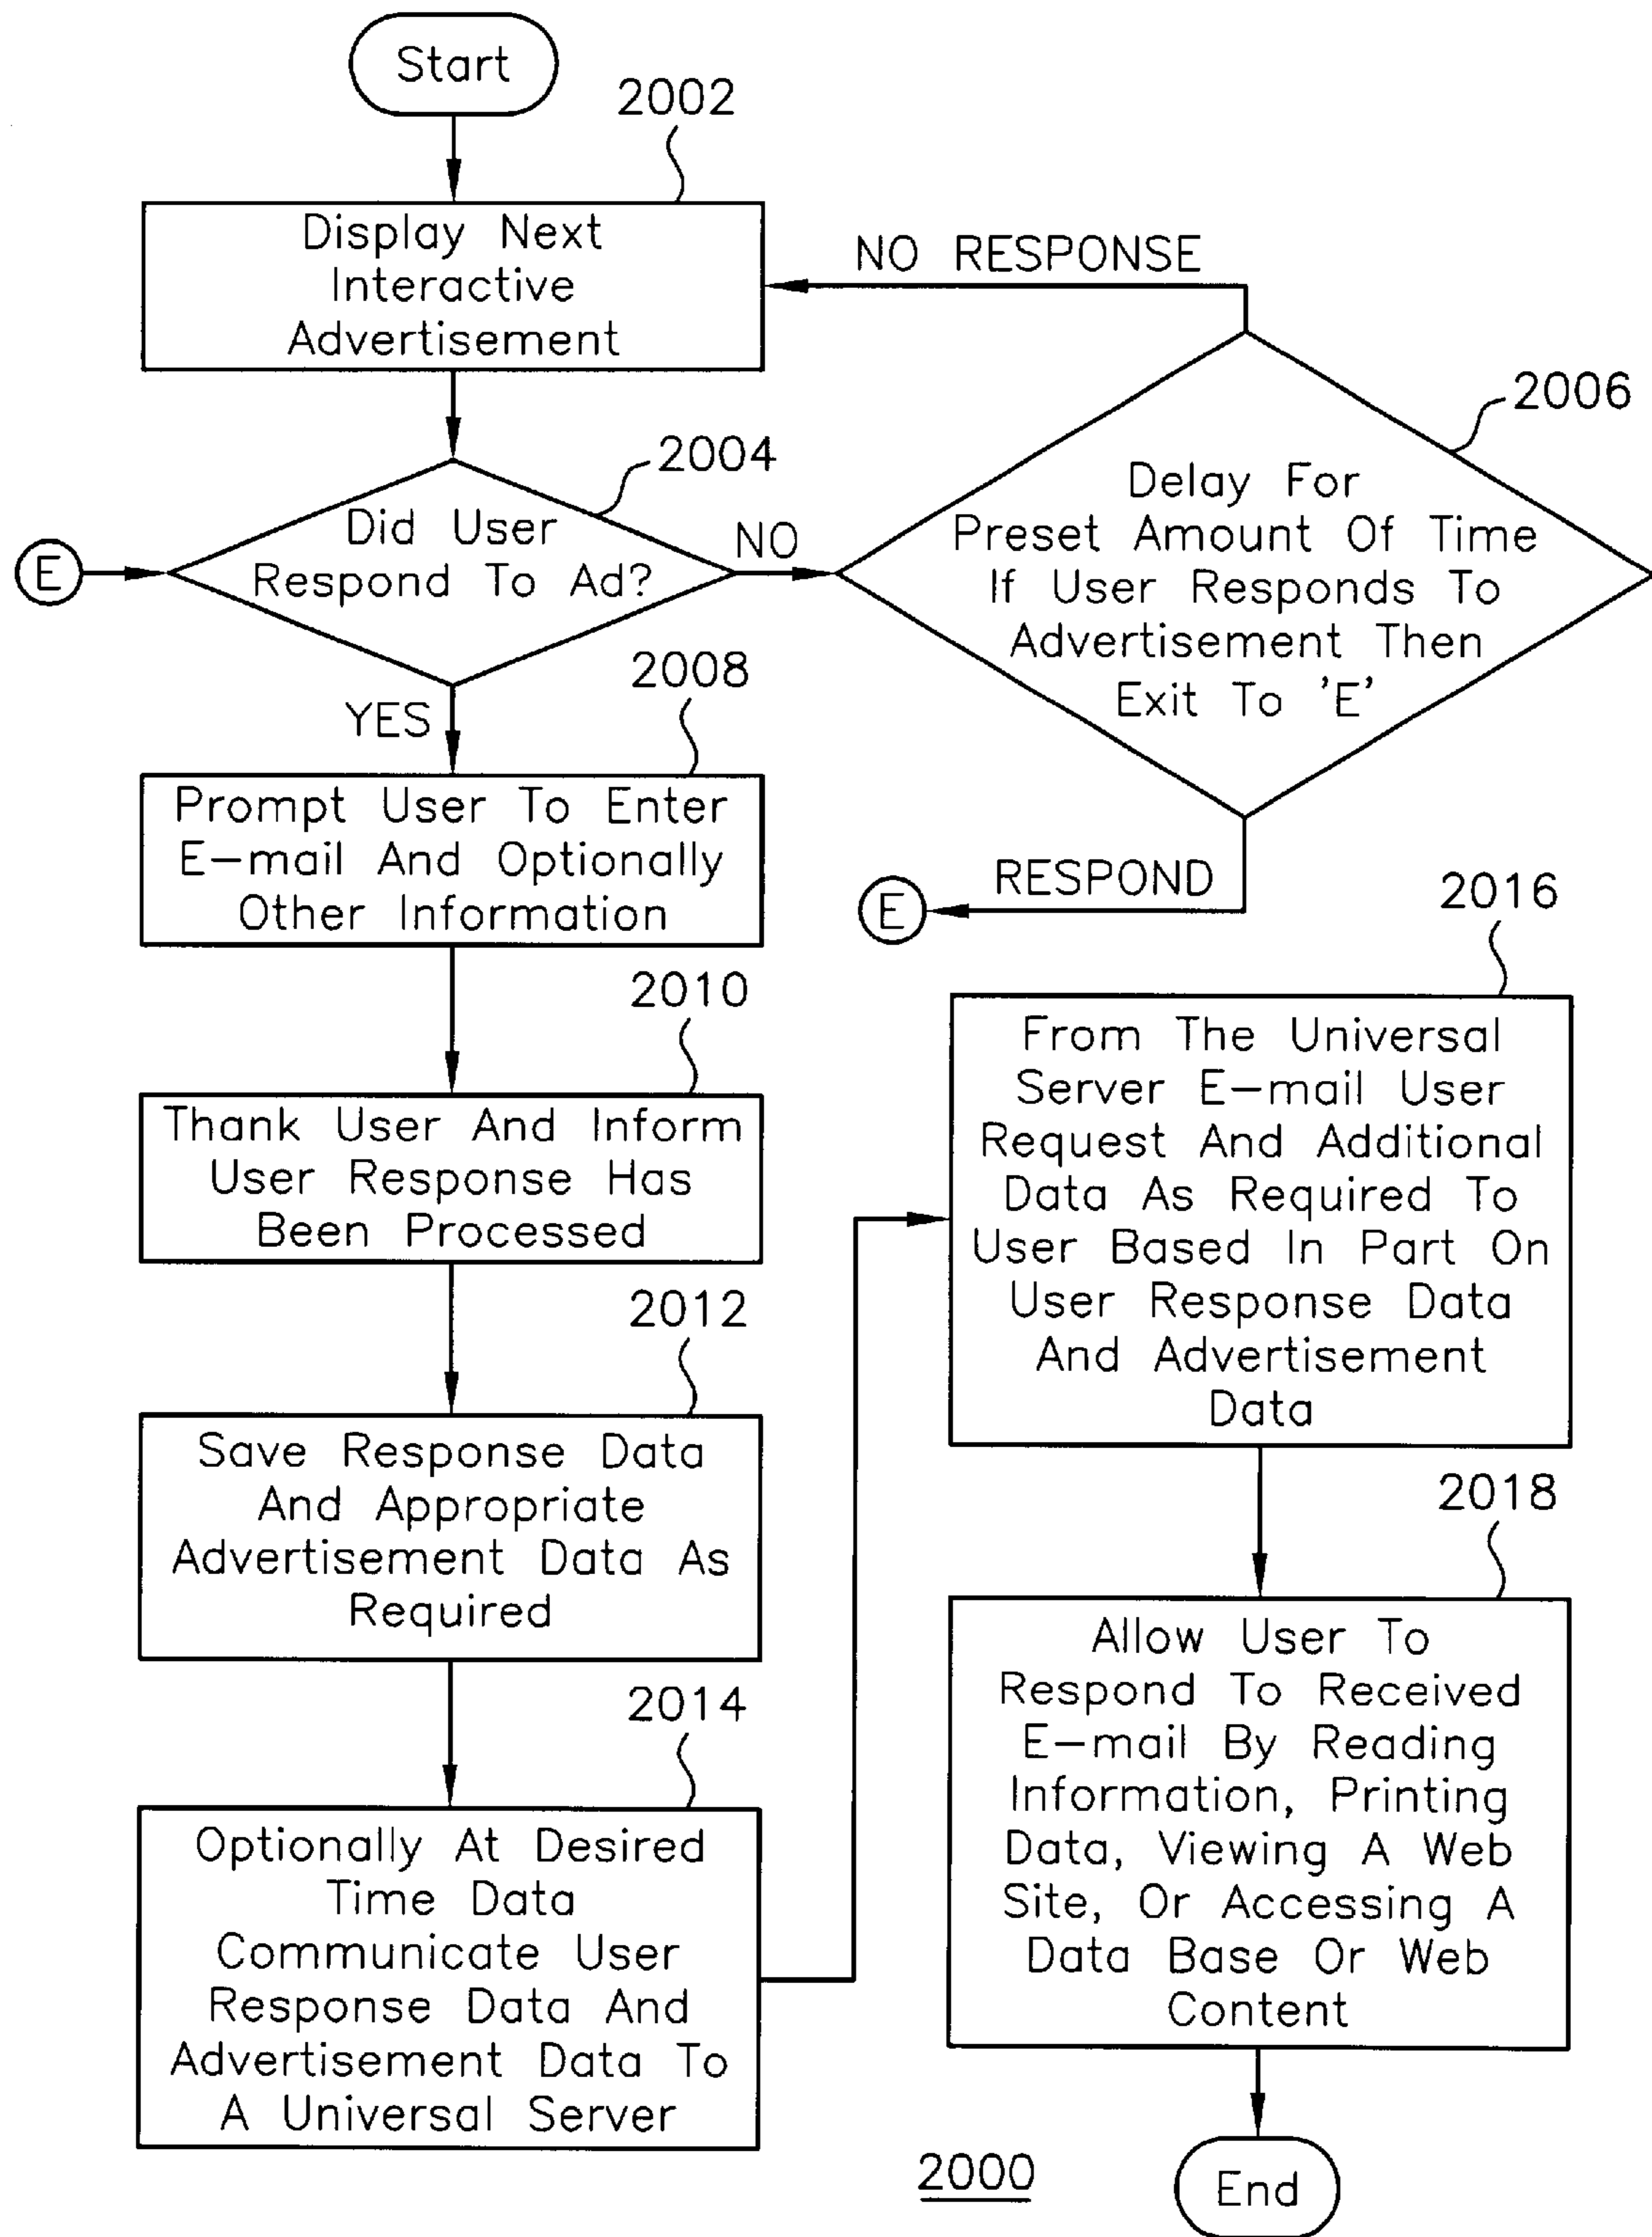 Start
2002
Display Next
Interactive
Advertisement
NO RESPONSE
2004
Did User
Respond To Ad?
E
NO
2006
Delay For
Preset Amount Of Time
If User Responds To
Advertisement Then
Exit To 'E'
RESPOND
E
YES
2008
Prompt User To Enter
E-mail And Optionally
Other Information
2010
Thank User And Inform
User Response Has
Been Processed
2012
Save Response Data
And Appropriate
Advertisement Data As
Required
2014
Optionally At Desired
Time Data
Communicate User
Response Data And
Advertisement Data To
A Universal Server
2016
From The Universal
Server E-mail User
Request And Additional
Data As Required To
User Based In Part On
User Response Data
And Advertisement
Data
2018
Allow User To
Respond To Received
E-mail By Reading
Information, Printing
Data, Viewing A Web
Site, Or Accessing A
Data Base Or Web
Content
2000
End